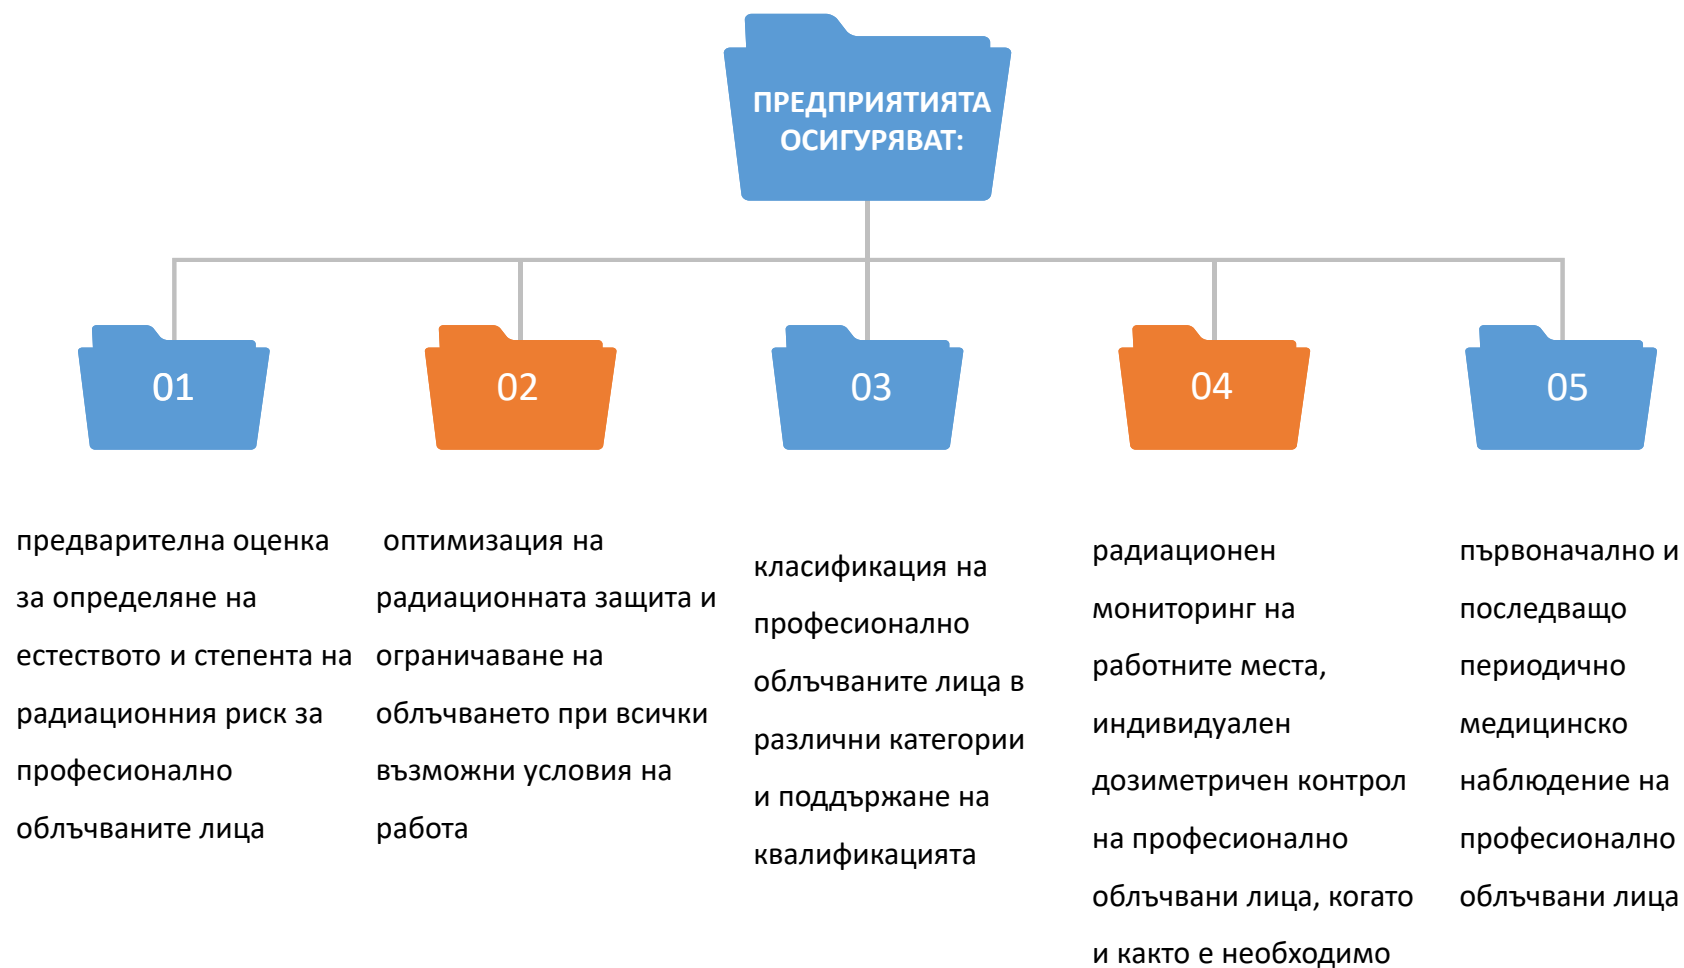 ПРЕДПРИЯТИЯТА
ОСИГУРЯВАТ:
01
предварителна оценка
за определяне на
естеството и степента на
радиационния риск за
професионално
облъчваните лица
02
оптимизация на
радиационната защита и
ограничаване на
облъчването при всички
възможни условия на
работа
03
класификация на
професионално
облъчваните лица в
различни категории
и поддържане на
квалификацията
04
радиационен
мониторинг на
работните места,
индивидуален
дозиметричен контрол
на професионално
облъчвани лица, когато
и както е необходимо
05
първоначално и
последващо
периодично
медицинско
наблюдение на
професионално
облъчвани лица